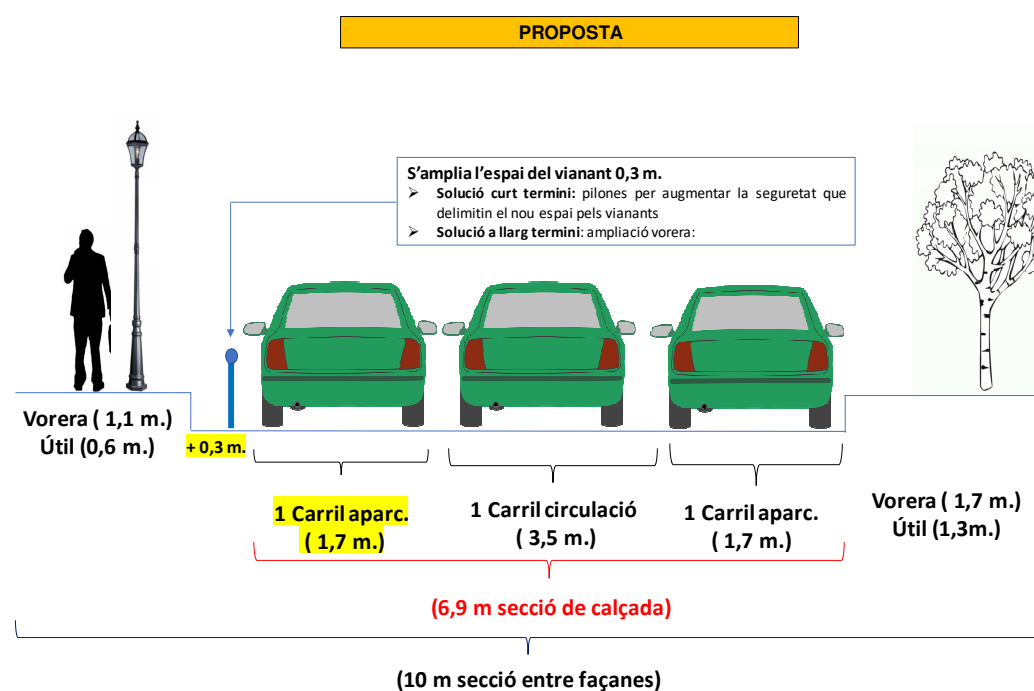 PROPOSTA
S'amplia l'espai del vianant 0,3 m.
➢ Solució curt termini: pilones per augmentar la seguretat que
delimitin el nou espai pels vianants
➢ Solució a llarg termini: ampliació vorera:
Vorera ( 1,1 m.)
Útil (0,6 m.)
+ 0,3 m.
1 Carril aparc.
( 1,7 m.)
1 Carril circulació
( 3,5 m.)
1 Carril aparc.
( 1,7 m.)
Vorera ( 1,7 m.)
Útil (1,3m.)
(6,9 m secció de calçada)
(10 m secció entre façanes)